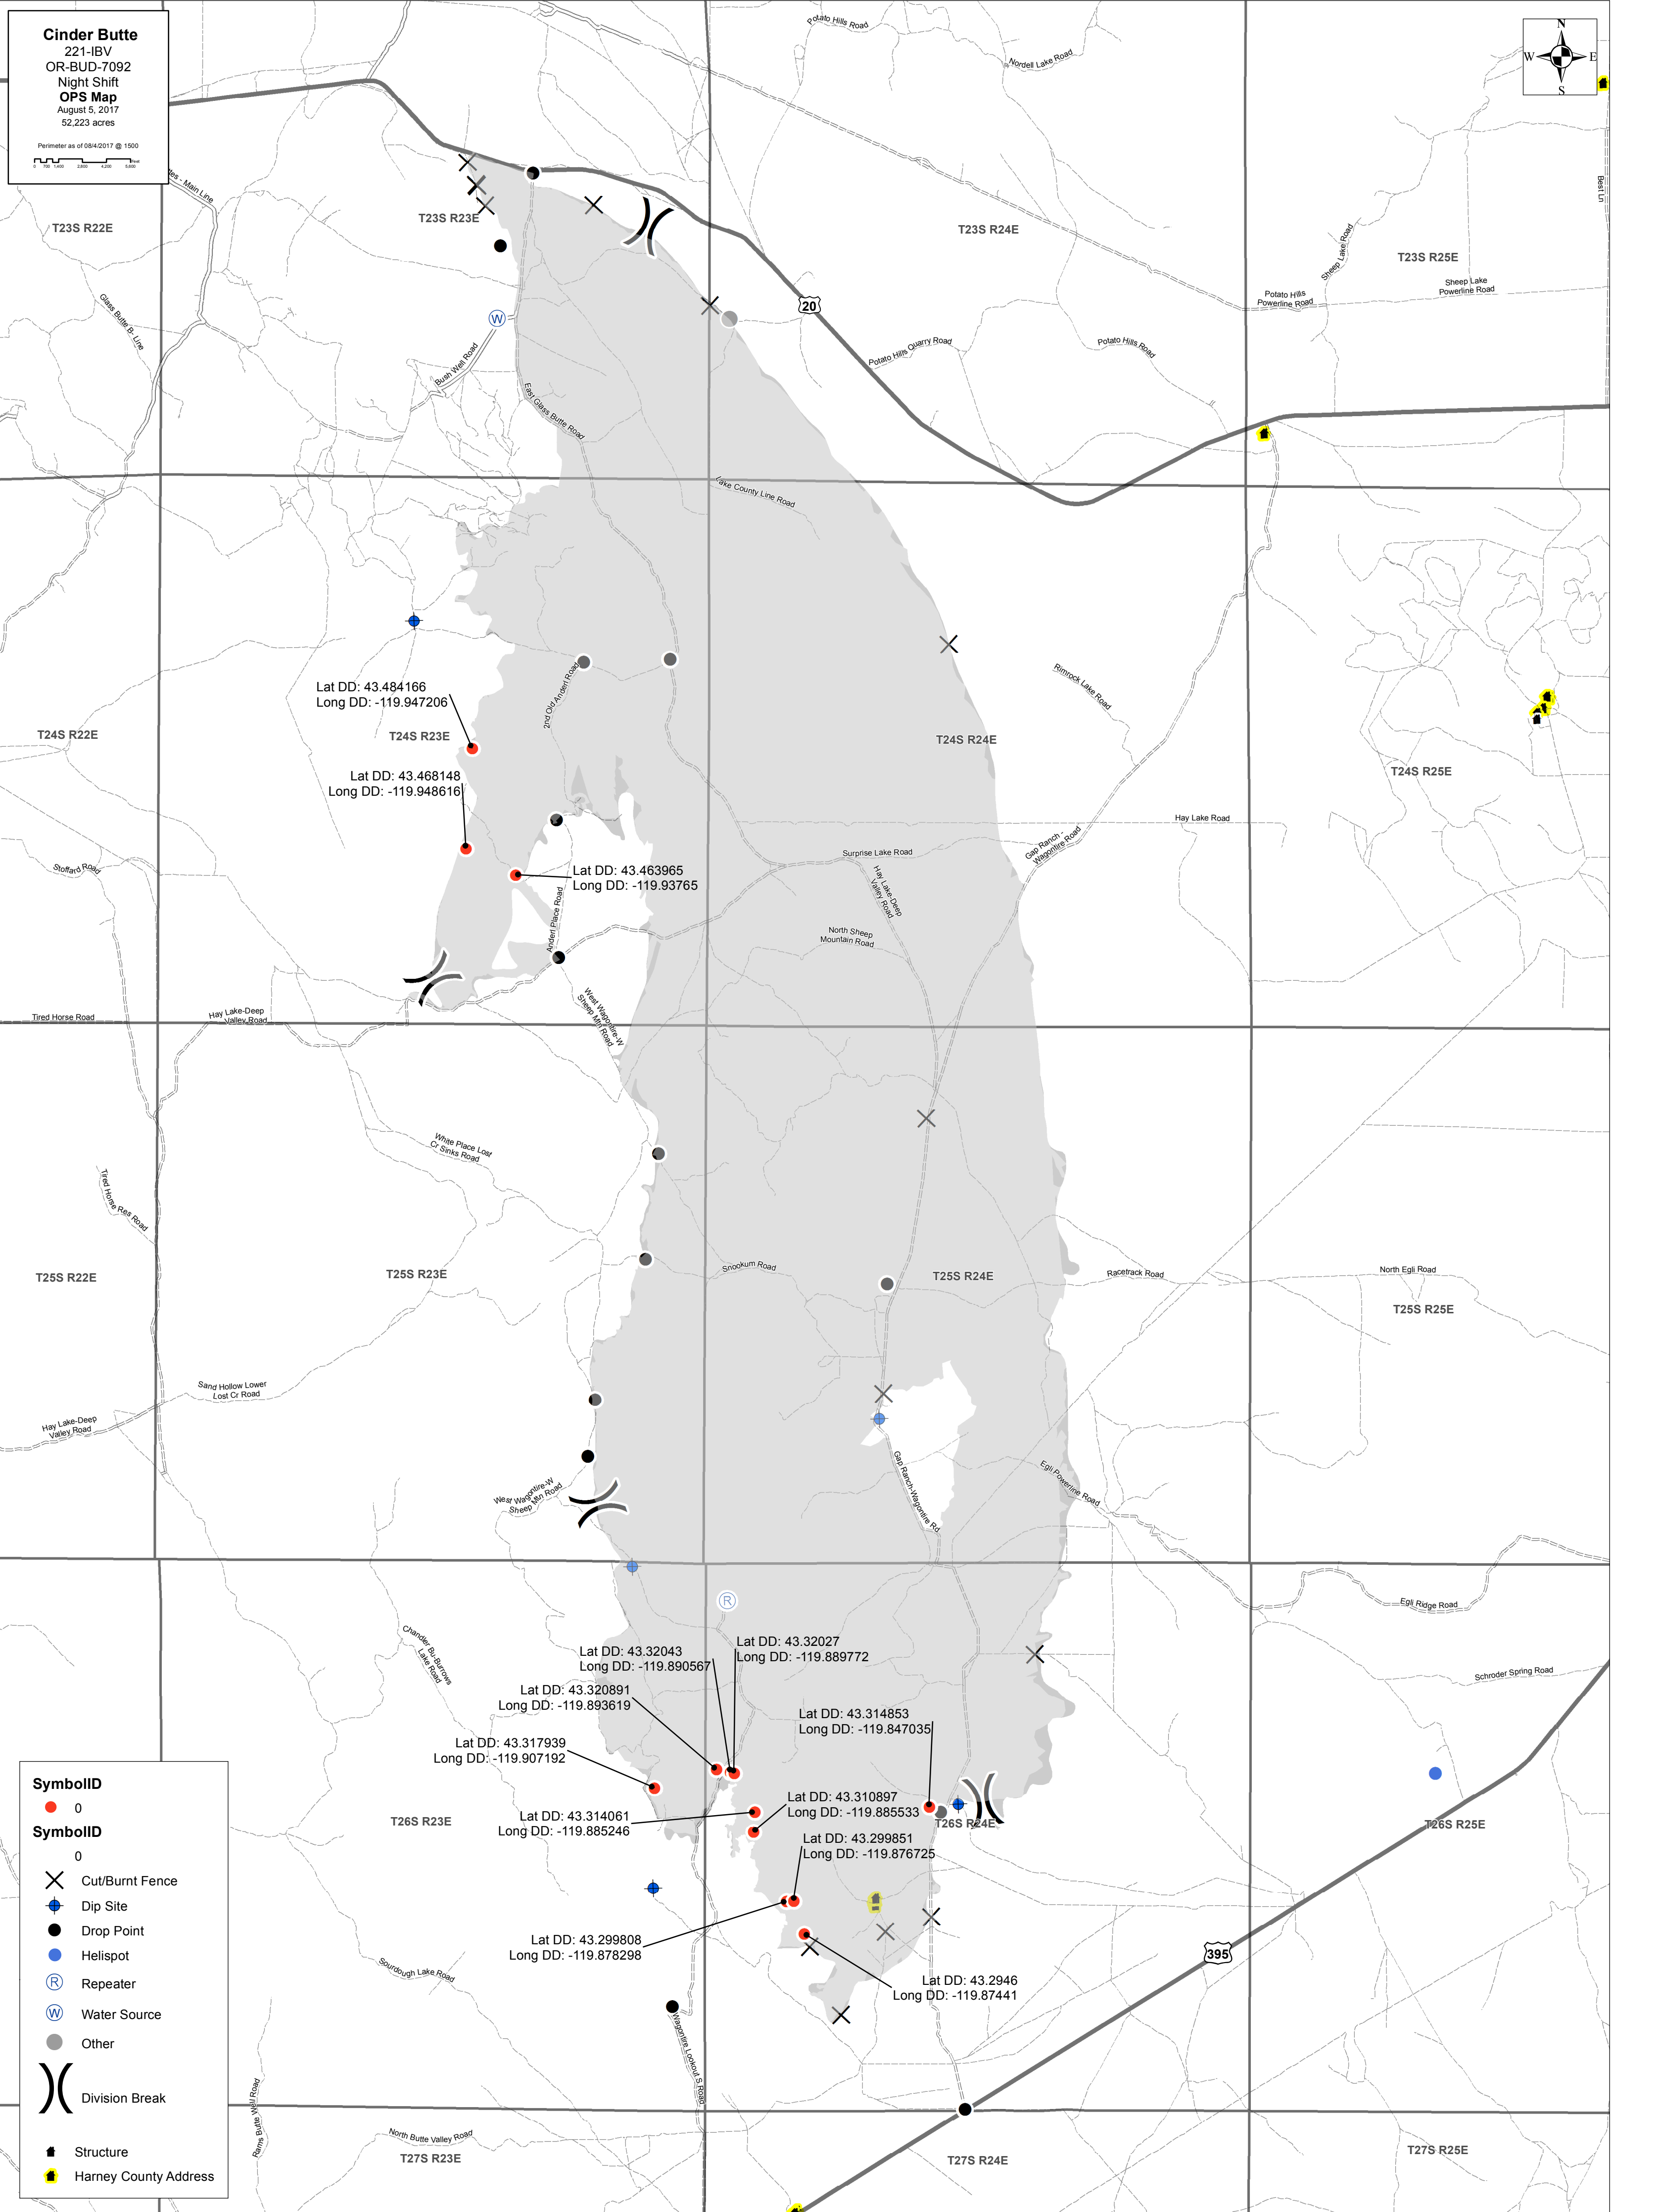 Cinder Butte
221-IBV
OR-BUD-7092
Night Shift
OPS Map
August 5, 2017
52,223 acres
Perimeter as of 08/4/2017 @ 1500
Feet
0 700 1,400 2,800 4,200 5,600
N
W E
S
Potato Hills Road
Nordell Lake Road
Best Ln
- Main Line
T23S R22E
T23S R23E
T23S R24E
T23S R25E
Sheep Lake Road
Sheep Lake
Powerline Road
Potato Hills
Powerline Road
20
Glass Butte B- Line
Bush Well Road
W
East Glass Butte Road
Potato Hills Quarry Road
Potato Hills Road
Lake County Line Road
Lat DD: 43.484166
Long DD: -119.947206
2nd Old Anderl Road
Rimrock Lake Road
T24S R22E
T24S R23E
T24S R24E
T24S R25E
Lat DD: 43.468148
Long DD: -119.948616
Hay Lake Road
Gap Ranch -
Wagontire Road
Surprise Lake Road
Stoffard Road
Lat DD: 43.463965
Long DD: -119.93765
Hay Lake-Deep
Valley Road
Anderl Place Road
North Sheep
Mountain Road
West Wagontire-W
Sheep Mtn Road
Tired Horse Road
Hay Lake-Deep
Valley Road
White Place Lost
Cr Sinks Road
Tired Horse Res Road
Snookum Road
Racetrack Road
North Egli Road
T25S R22E
T25S R23E
T25S R24E
T25S R25E
Sand Hollow Lower
Lost Cr Road
Hay Lake-Deep
Valley Road
Gap Ranch-Wagontire Rd
Egli Powerline Road
West Wagontire-W
Sheep Mtn Road
R
Egli Ridge Road
Chandler Bu-Burrows
Lake Road
Lat DD: 43.32043
Long DD: -119.890567
Lat DD: 43.32027
Long DD: -119.889772
Schroder Spring Road
Lat DD: 43.320891
Long DD: -119.893619
Lat DD: 43.314853
Long DD: -119.847035
Lat DD: 43.317939
Long DD: -119.907192
Lat DD: 43.310897
Long DD: -119.885533
Lat DD: 43.314061
Long DD: -119.885246
T26S R23E
T26S R24E
T26S R25E
Lat DD: 43.299851
Long DD: -119.876725
Lat DD: 43.299808
Long DD: -119.878298
395
Sourdough Lake Road
Lat DD: 43.2946
Long DD: -119.87441
Wagontire Lookout S Road
Rams Butte Well Road
North Butte Valley Road
T27S R23E
T27S R24E
T27S R25E
SymbolID
0
SymbolID
0
Cut/Burnt Fence
Dip Site
Drop Point
Helispot
R Repeater
W Water Source
Other
Division Break
Structure
Harney County Address